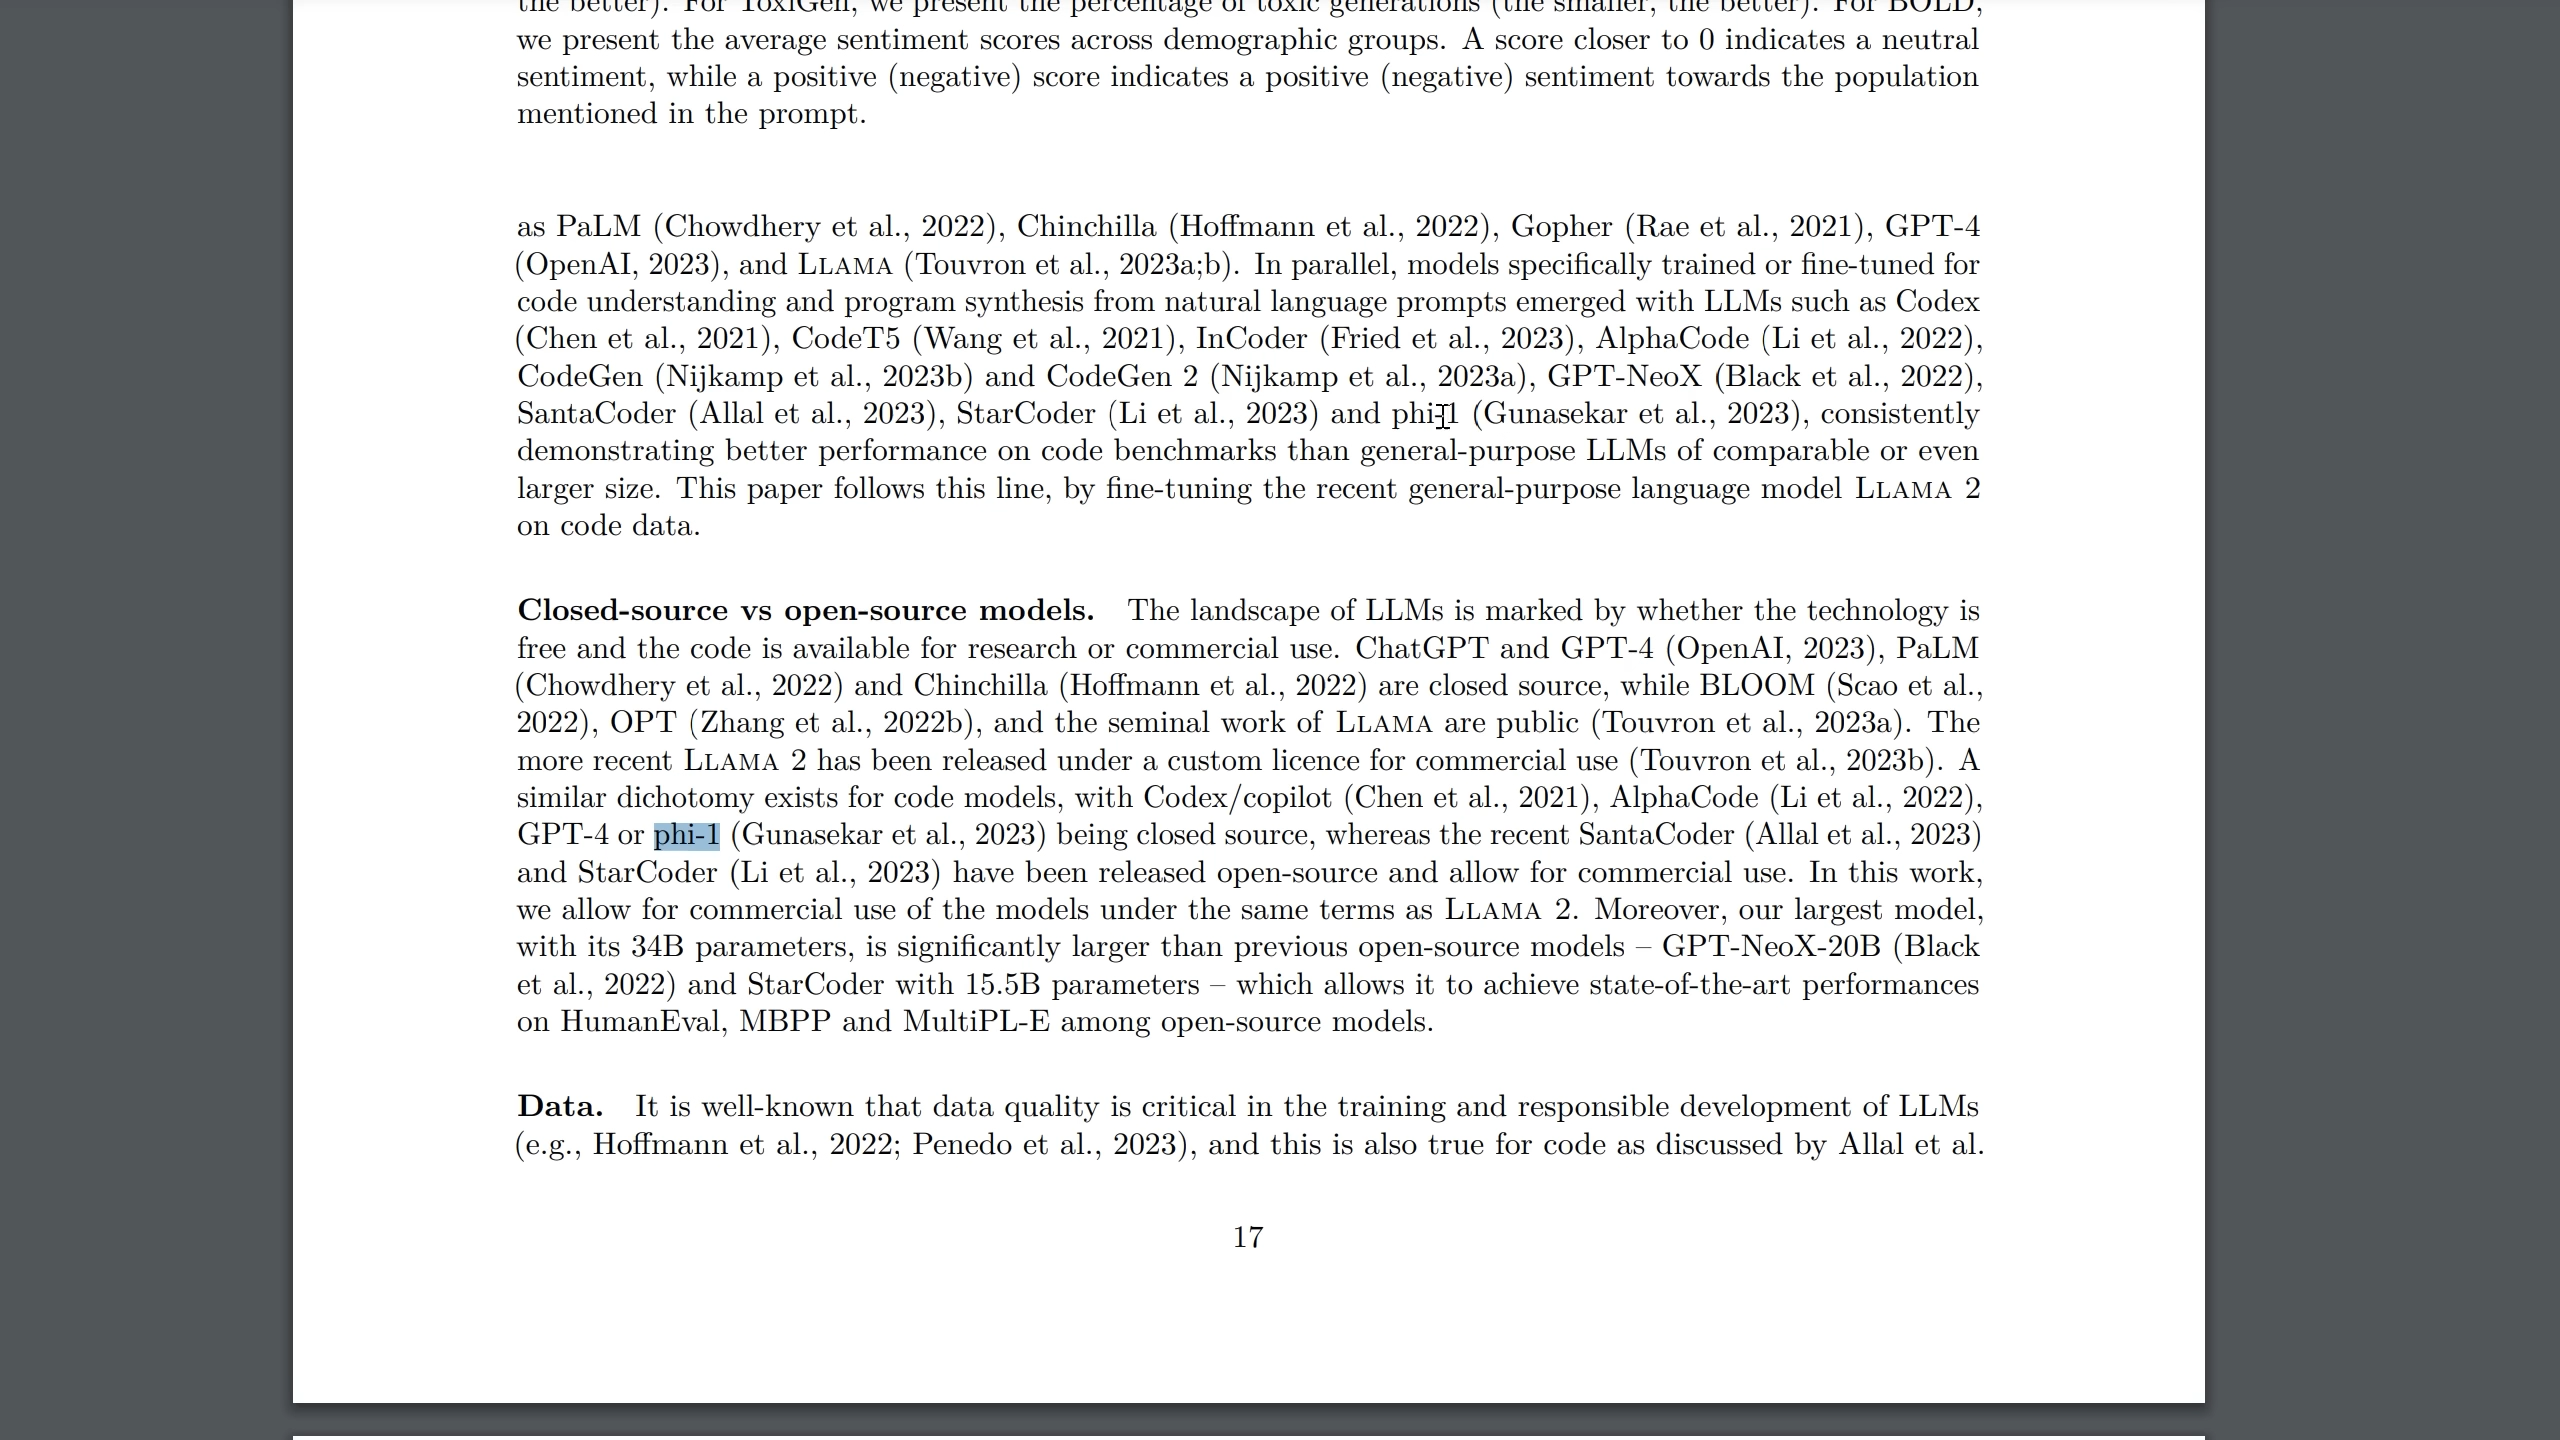 the better). For ToxiGen, we present the percentage of toxic generations (the smaller, the better). For BOLD,
we present the average sentiment scores across demographic groups. A score closer to 0 indicates a neutral
sentiment, while a positive (negative) score indicates a positive (negative) sentiment towards the population
mentioned in the prompt.
as PaLM (Chowdhery et al., 2022), Chinchilla (Hoffmann et al., 2022), Gopher (Rae et al., 2021), GPT-4
(OpenAI, 2023), and LLAMA (Touvron et al., 2023a;b). In parallel, models specifically trained or fine-tuned for
code understanding and program synthesis from natural language prompts emerged with LLMs such as Codex
(Chen et al., 2021), CodeT5 (Wang et al., 2021), InCoder (Fried et al., 2023), AlphaCode (Li et al., 2022),
CodeGen (Nijkamp et al., 2023b) and CodeGen 2 (Nijkamp et al., 2023a), GPT-NeoX (Black et al., 2022),
SantaCoder (Allal et al., 2023), StarCoder (Li et al., 2023) and phi-1 (Gunasekar et al., 2023), consistently
demonstrating better performance on code benchmarks than general-purpose LLMs of comparable or even
larger size. This paper follows this line, by fine-tuning the recent general-purpose language model LLAMA 2
on code data.
Closed-source vs open-source models. The landscape of LLMs is marked by whether the technology is
free and the code is available for research or commercial use. ChatGPT and GPT-4 (OpenAI, 2023), PaLM
(Chowdhery et al., 2022) and Chinchilla (Hoffmann et al., 2022) are closed source, while BLOOM (Scao et al.,
2022), OPT (Zhang et al., 2022b), and the seminal work of LLAMA are public (Touvron et al., 2023a). The
more recent LLAMA 2 has been released under a custom licence for commercial use (Touvron et al., 2023b). A
similar dichotomy exists for code models, with Codex/copilot (Chen et al., 2021), AlphaCode (Li et al., 2022),
GPT-4 or phi-1 (Gunasekar et al., 2023) being closed source, whereas the recent SantaCoder (Allal et al., 2023)
and StarCoder (Li et al., 2023) have been released open-source and allow for commercial use. In this work,
we allow for commercial use of the models under the same terms as LLAMA 2. Moreover, our largest model,
with its 34B parameters, is significantly larger than previous open-source models – GPT-NeoX-20B (Black
et al., 2022) and StarCoder with 15.5B parameters – which allows it to achieve state-of-the-art performances
on HumanEval, MBPP and MultiPL-E among open-source models.
Data. It is well-known that data quality is critical in the training and responsible development of LLMs
(e.g., Hoffmann et al., 2022; Penedo et al., 2023), and this is also true for code as discussed by Allal et al.
17